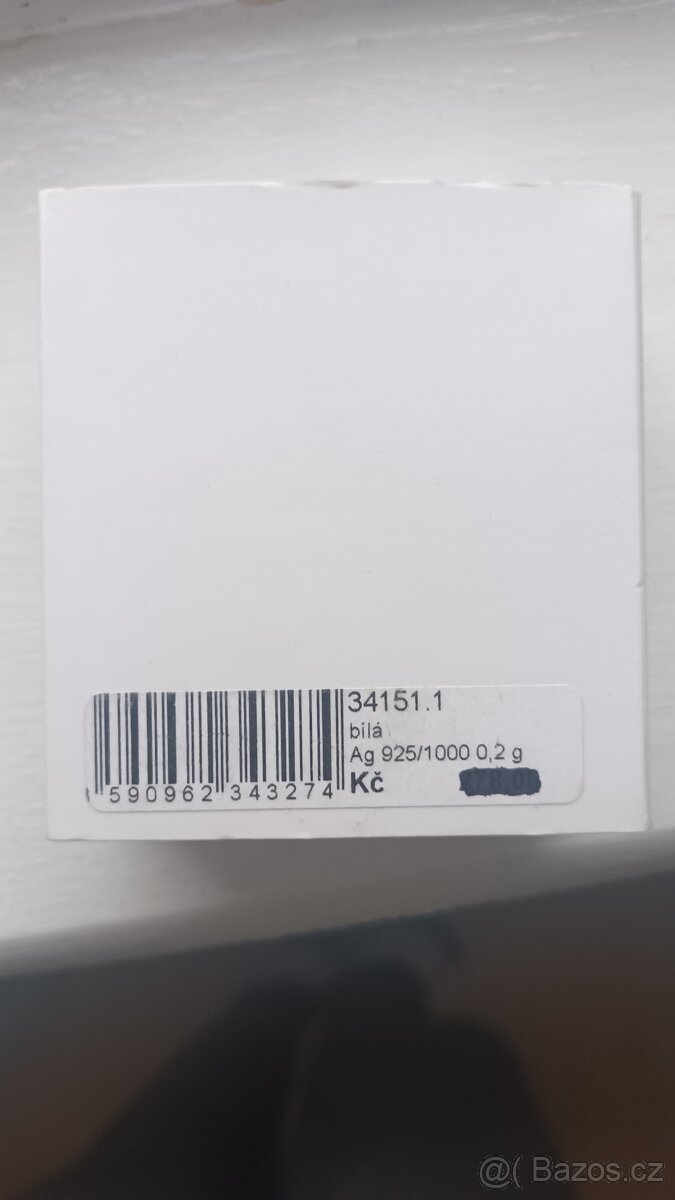 34151.1
bílá
Ag 925/1000 0,2 g
Kč
590962 343274
@( Bazos.cz